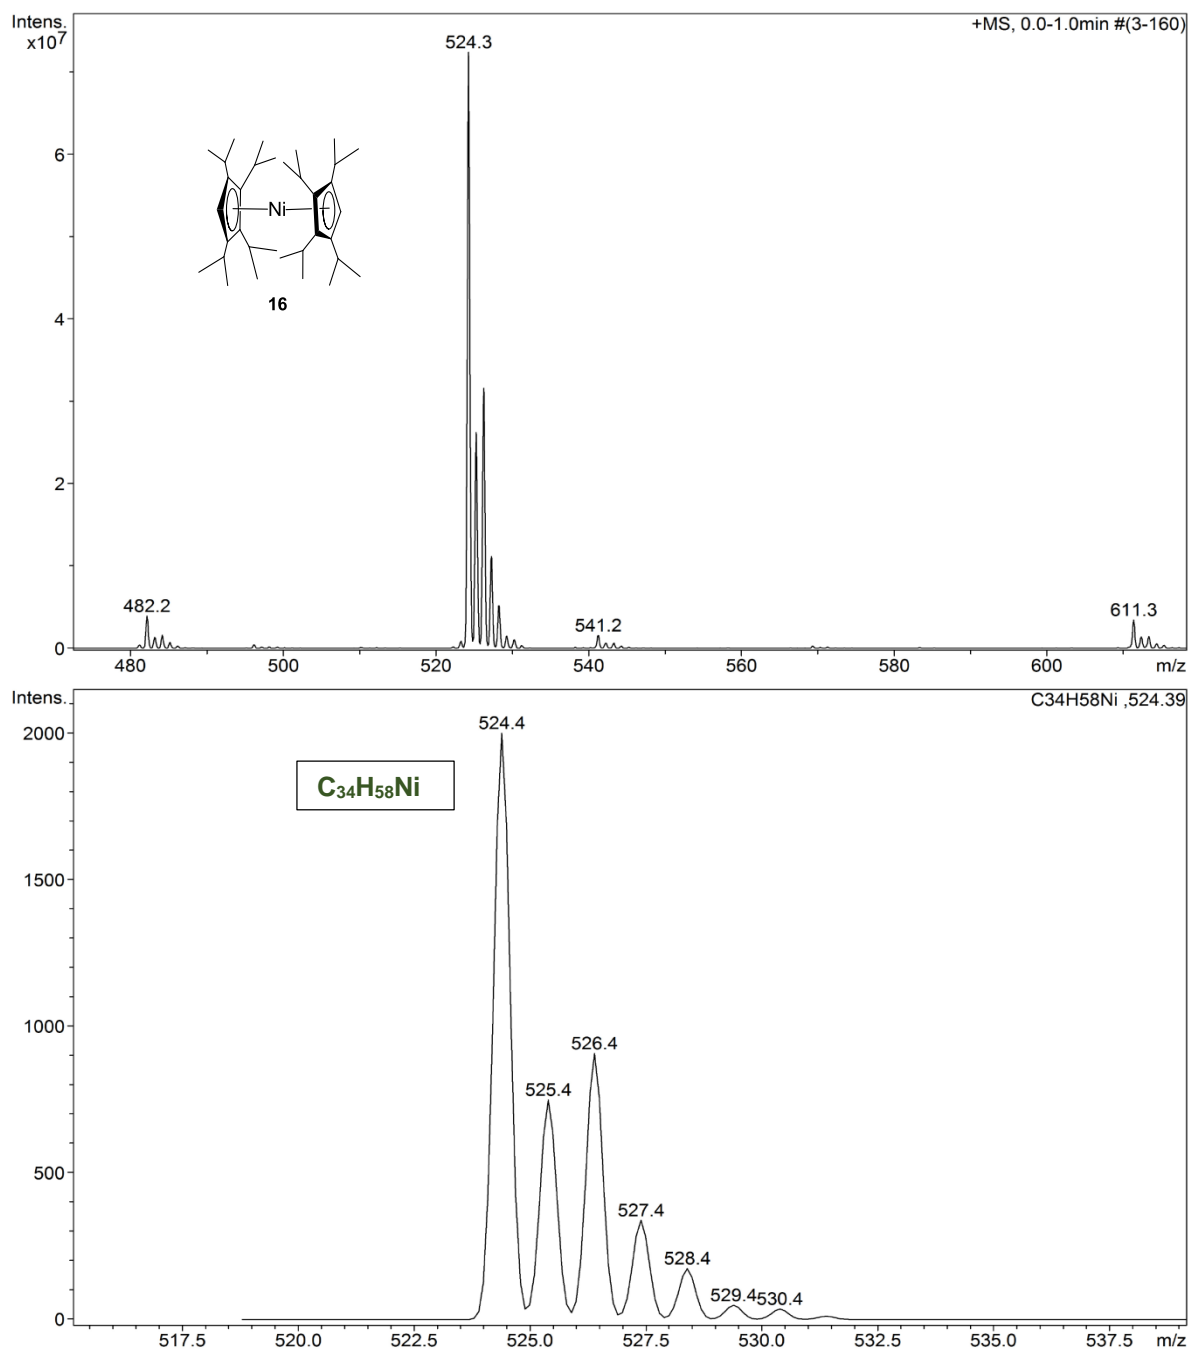 Intens.
x10⁷
+MS, 0.0-1.0min #(3-160)
524.3
6
Ni
16
4
2
482.2
541.2
611.3
0
480 500 520 540 560 580 600 m/z
Intens.
C34H58Ni ,524.39
524.4
2000
C₃₄H₅₈Ni
1500
526.4
1000
525.4
500
527.4
528.4
529.4 530.4
0
517.5 520.0 522.5 525.0 527.5 530.0 532.5 535.0 537.5 m/z